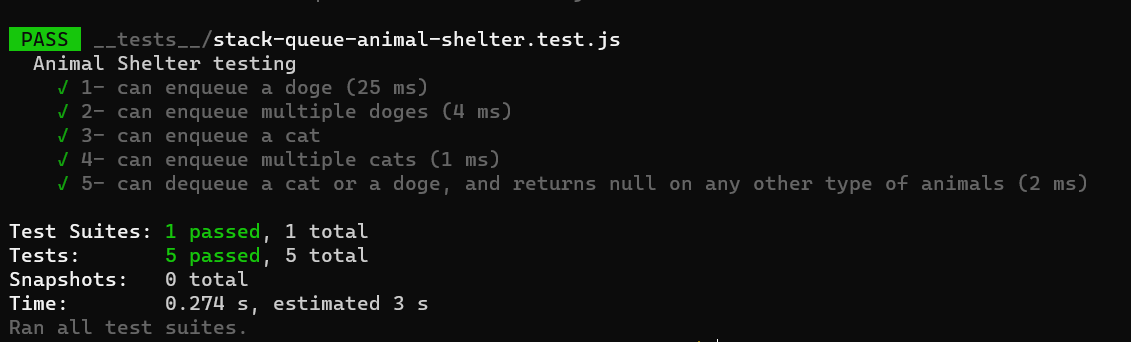 PASS __tests__/stack-queue-animal-shelter.test.js
Animal Shelter testing
√ 1- can enqueue a doge (25 ms)
√ 2- can enqueue multiple doges (4 ms)
√ 3- can enqueue a cat
√ 4- can enqueue multiple cats (1 ms)
√ 5- can dequeue a cat or a doge, and returns null on any other type of animals (2 ms)
Test Suites: 1 passed, 1 total
Tests: 5 passed, 5 total
Snapshots: 0 total
Time: 0.274 s, estimated 3 s
Ran all test suites.